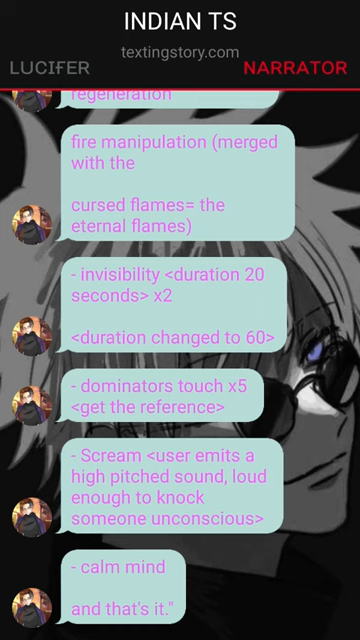 INDIAN TS
textingstory.com
LUCIFER
NARRATOR
regeneration
fire manipulation (merged
with the
cursed flames= the
eternal flames)
- invisibility <duration 20
seconds> x2
<duration changed to 60>
- dominators touch x5
<get the reference>
- Scream <user emits a
high pitched sound, loud
enough to knock
someone unconscious>
- calm mind
and that's it."